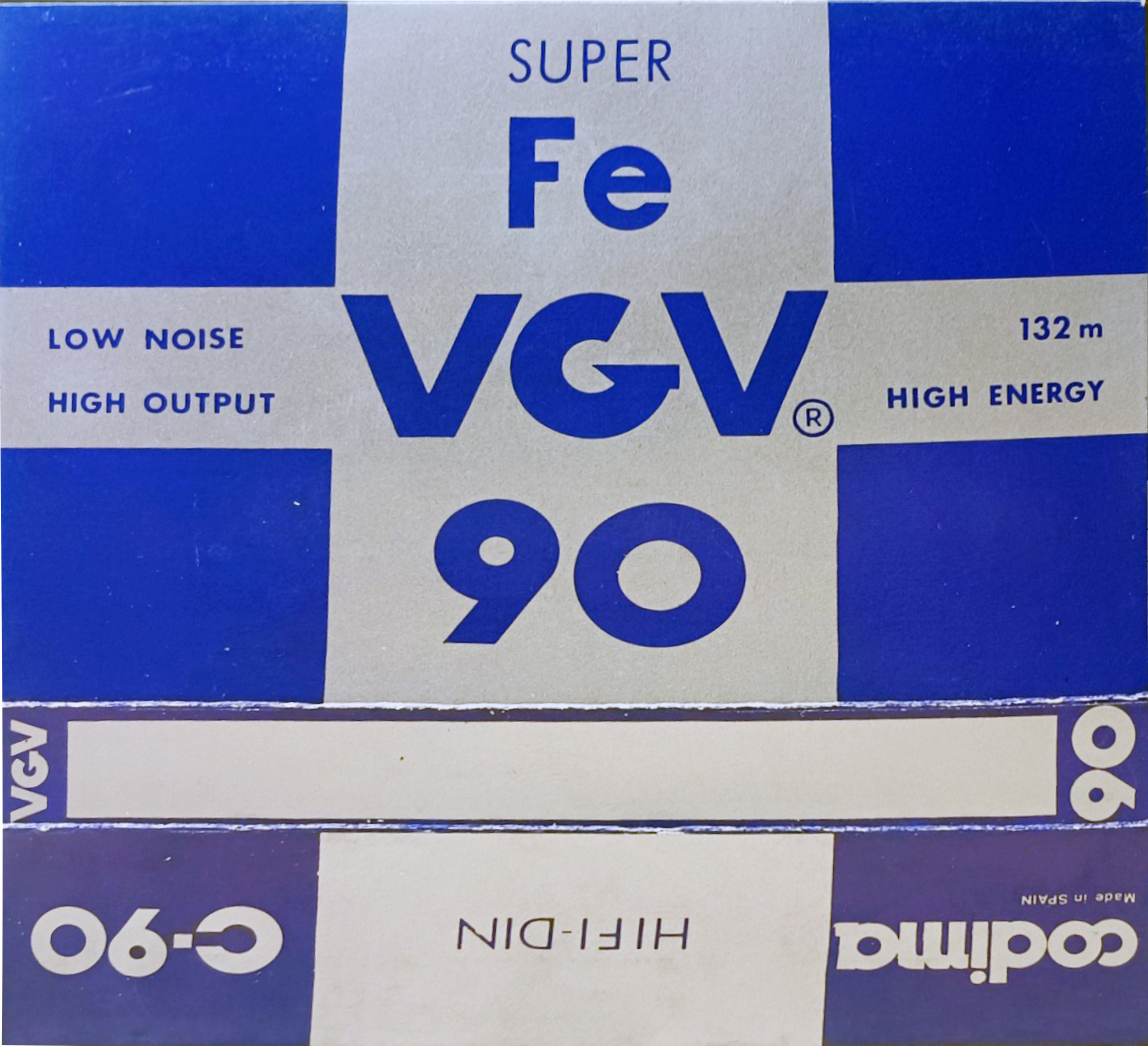 SUPER
Fe
LOW NOISE
HIGH OUTPUT
VGV®
132 m
HIGH ENERGY
90
VGV
90
codima
Made in SPAIN
HIFI-DIN
C-90